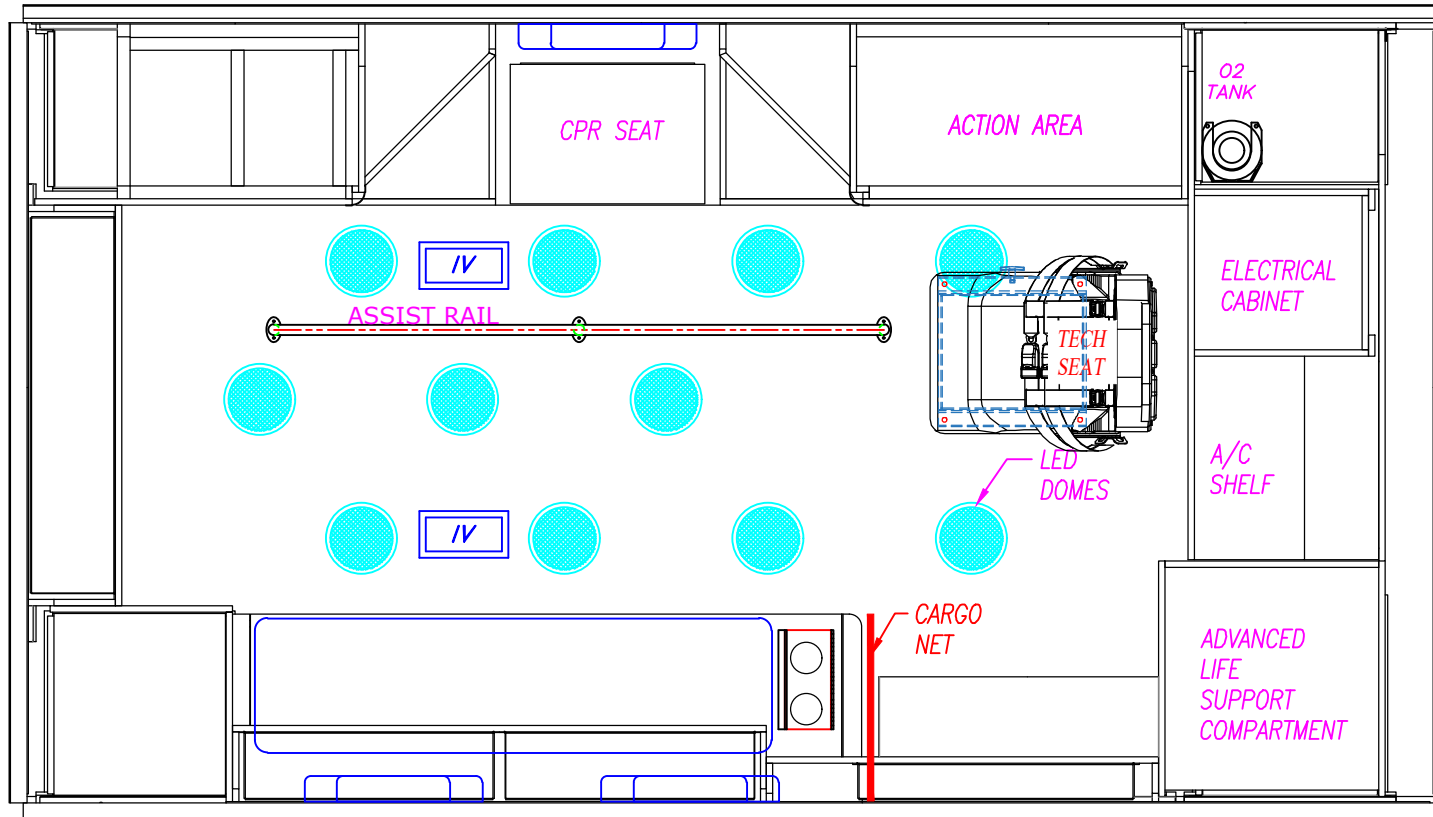 O2
TANK
CPR SEAT
ACTION AREA
IV
ELECTRICAL
CABINET
ASSIST RAIL
TECH
SEAT
LED
DOMES
A/C
SHELF
IV
CARGO
NET
ADVANCED
LIFE
SUPPORT
COMPARTMENT